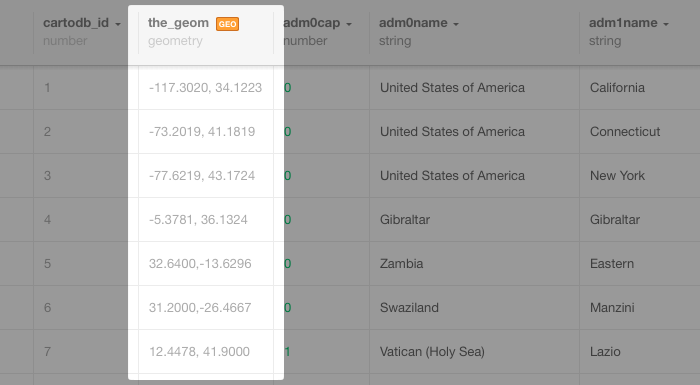 cartodb_id the_geom GEO adm0cap adm0name adm1name
number geometry number string string
1 -117.3020, 34.1223 0 United States of America California
2 -73.2019, 41.1819 0 United States of America Connecticut
3 -77.6219, 43.1724 0 United States of America New York
4 -5.3781, 36.1324 0 Gibraltar Gibraltar
5 32.6400,-13.6296 0 Zambia Eastern
6 31.2000,-26.4667 0 Swaziland Manzini
7 12.4478, 41.9000 1 Vatican (Holy Sea) Lazio